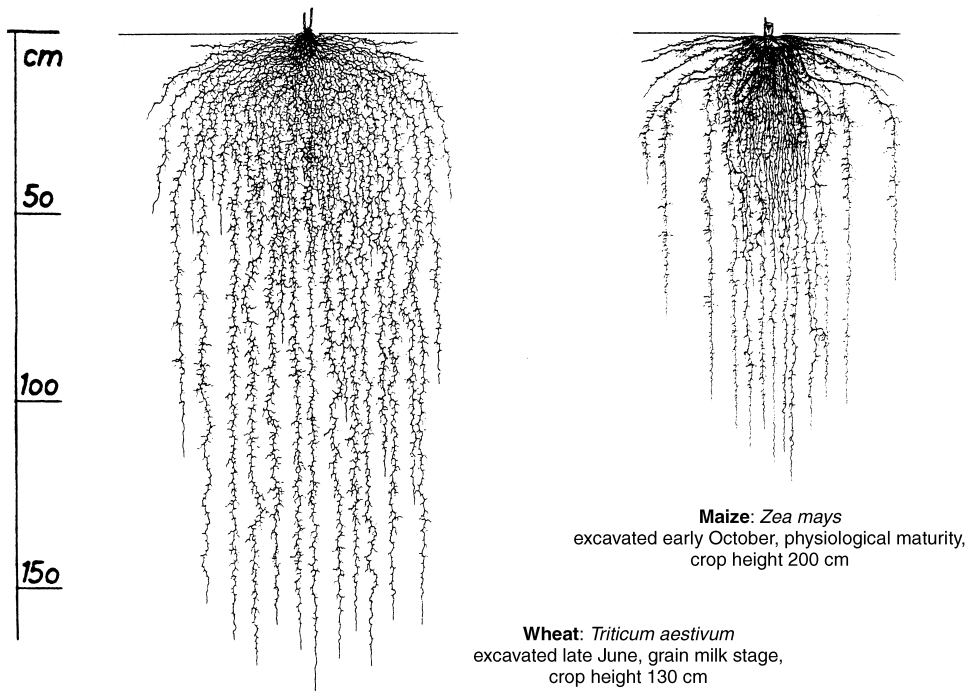 cm
50
100
150
Maize: Zea mays
excavated early October, physiological maturity,
crop height 200 cm
Wheat: Triticum aestivum
excavated late June, grain milk stage,
crop height 130 cm